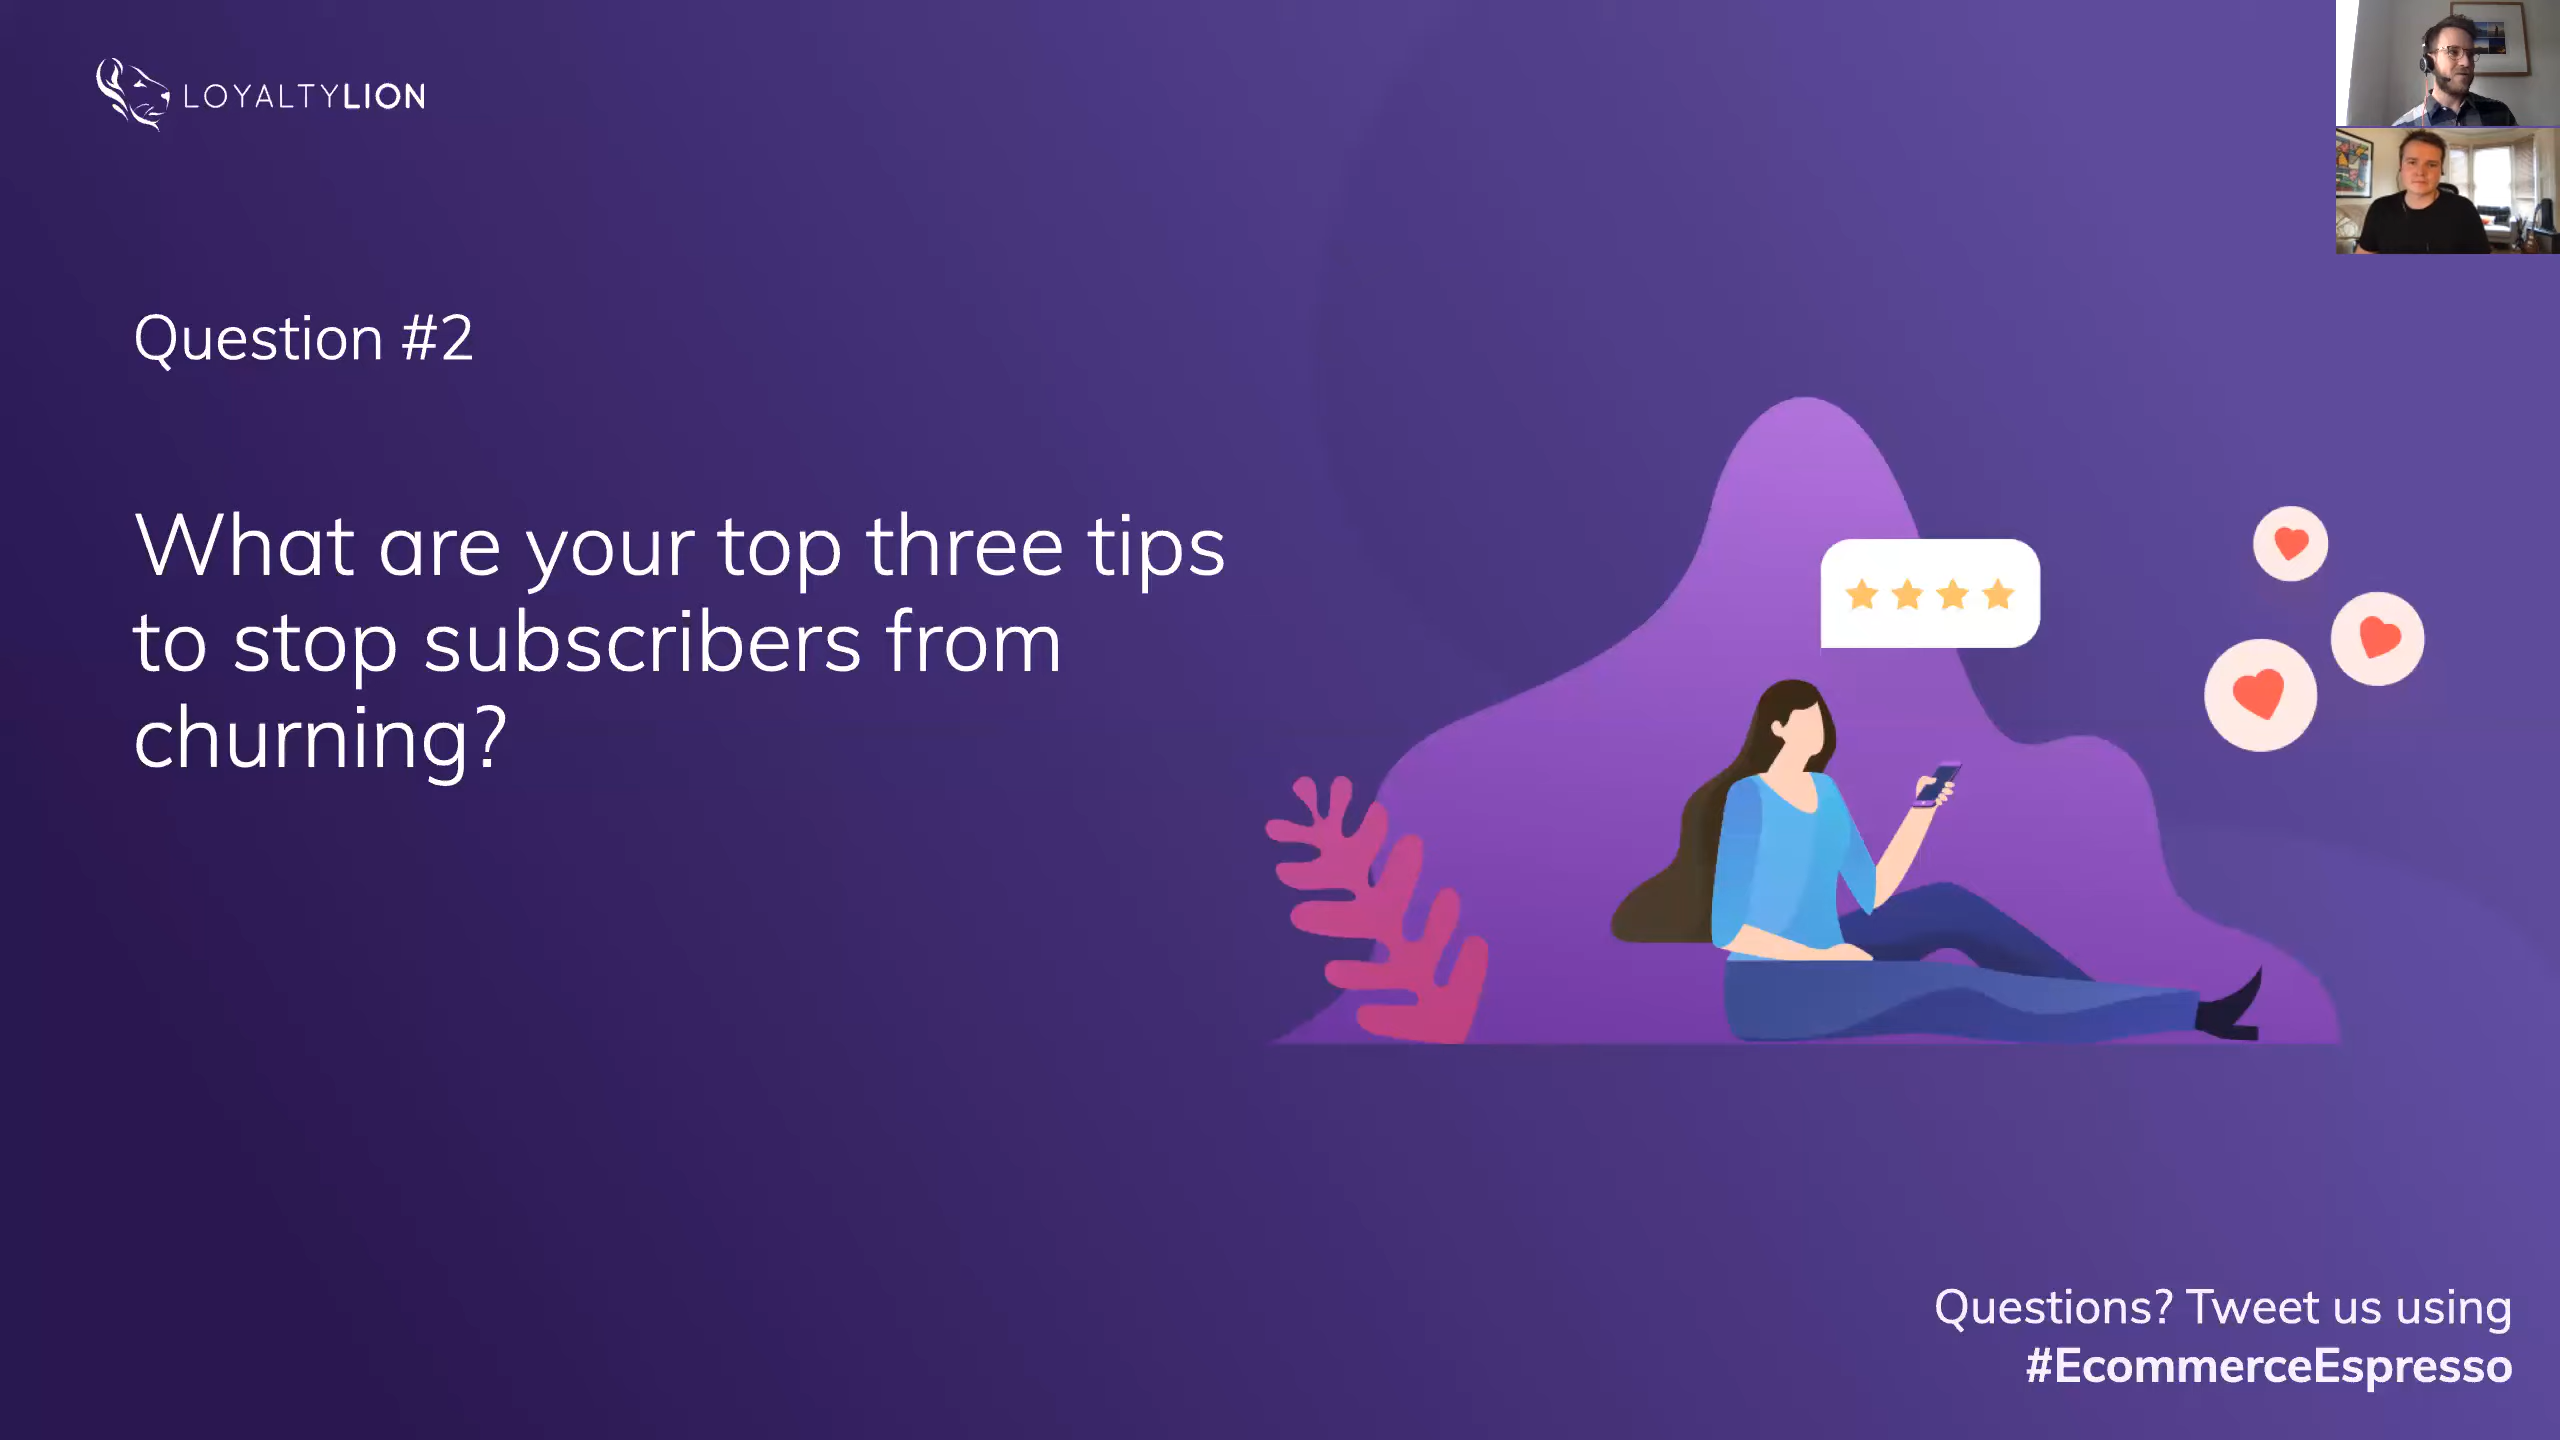 LOYALTYLION
Question #2
What are your top three tips
to stop subscribers from
churning?
Questions? Tweet us using
#EcommerceEspresso